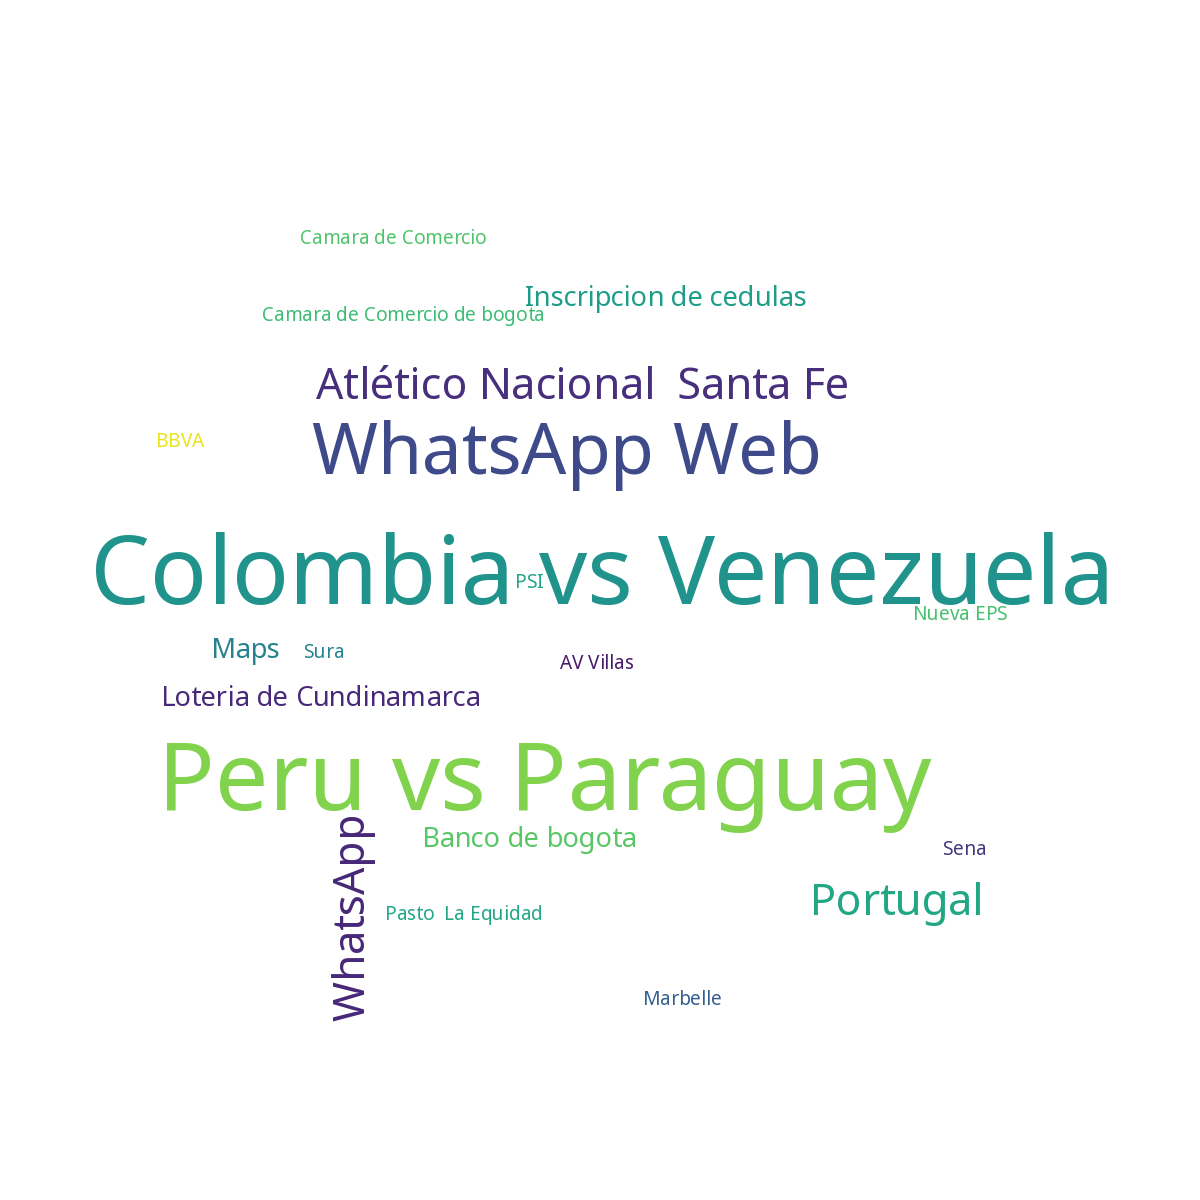 Camara de Comercio
Inscripcion de cedulas
Camara de Comercio de bogota
Atlético Nacional
Santa Fe
WhatsApp Web
BBVA
Colombia vs Venezuela
PSI
Nueva EPS
Maps
Sura
AV Villas
Loteria de Cundinamarca
Peru vs Paraguay
WhatsApp
Banco de bogota
Sena
Portugal
Pasto
La Equidad
Marbelle